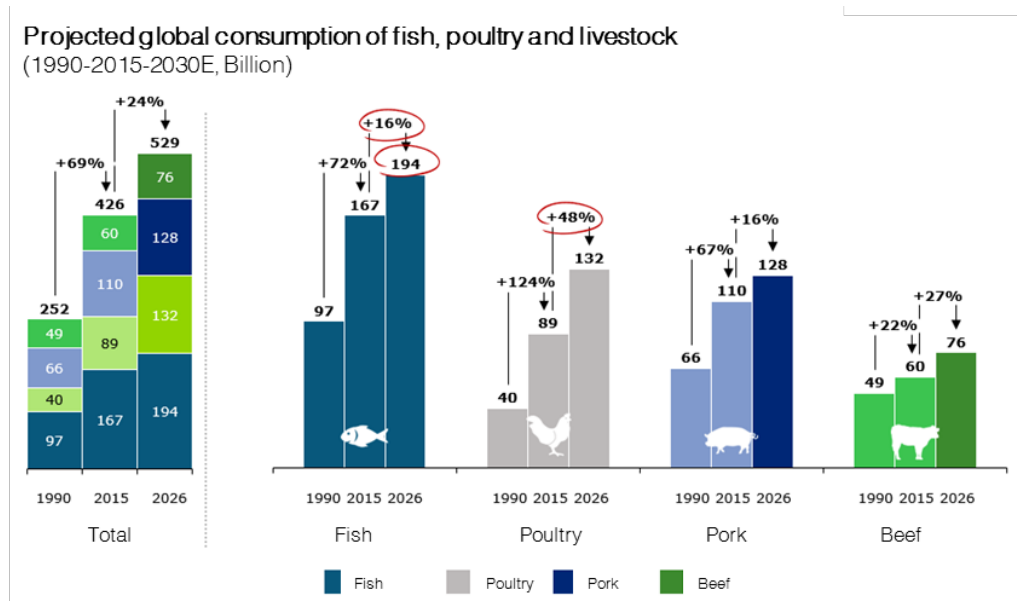 Projected global consumption of fish, poultry and livestock
(1990-2015-2030E, Billion)
+24%
529
+69%
76
426
60
128
110
252
49
132
89
66
40
194
167
97
1990 2015 2026
Total
+16%
+72%
194
167
97
1990 2015 2026
Fish
+48%
132
+124%
89
40
1990 2015 2026
Poultry
+16%
+67%
128
110
66
1990 2015 2026
Pork
+27%
+22%
76
60
49
1990 2015 2026
Beef
Fish Poultry Pork Beef